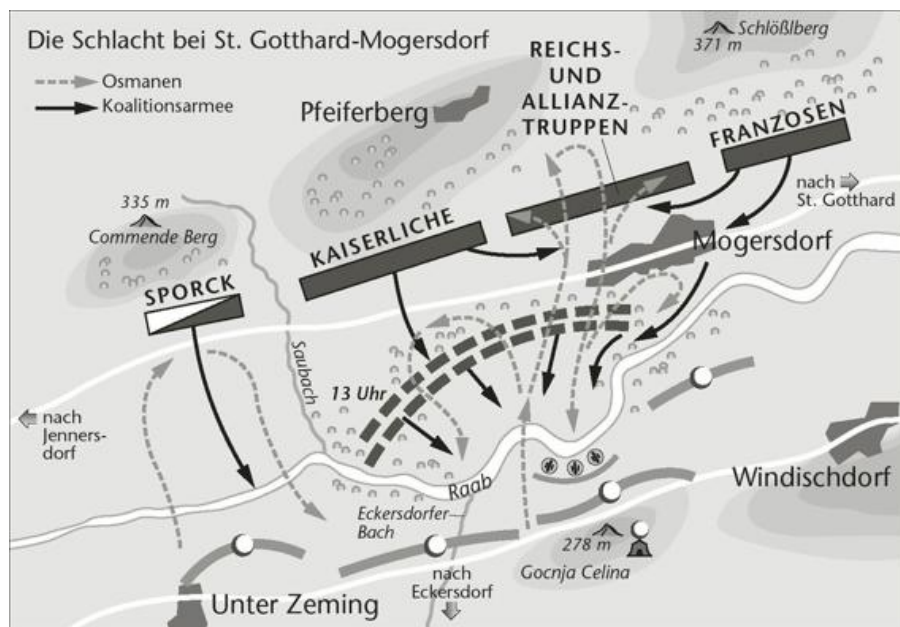 Die Schlacht bei St. Gotthard-Mogersdorf
Osmanen
Koalitionsarmee
Schlößlberg
371 m
REICHS-
UND
ALLIANZ-
TRUPPEN
Pfeiferberg
FRANZOSEN
nach
St. Gotthard
335 m
Commende Berg
KAISERLICHE
Mogersdorf
SPORCK
Saubach
13 Uhr
nach
Jenners-
dorf
Raab
Windischdorf
Eckersdorfer
Bach
278 m
Gocnja Celina
nach
Eckersdorf
Unter Zeming